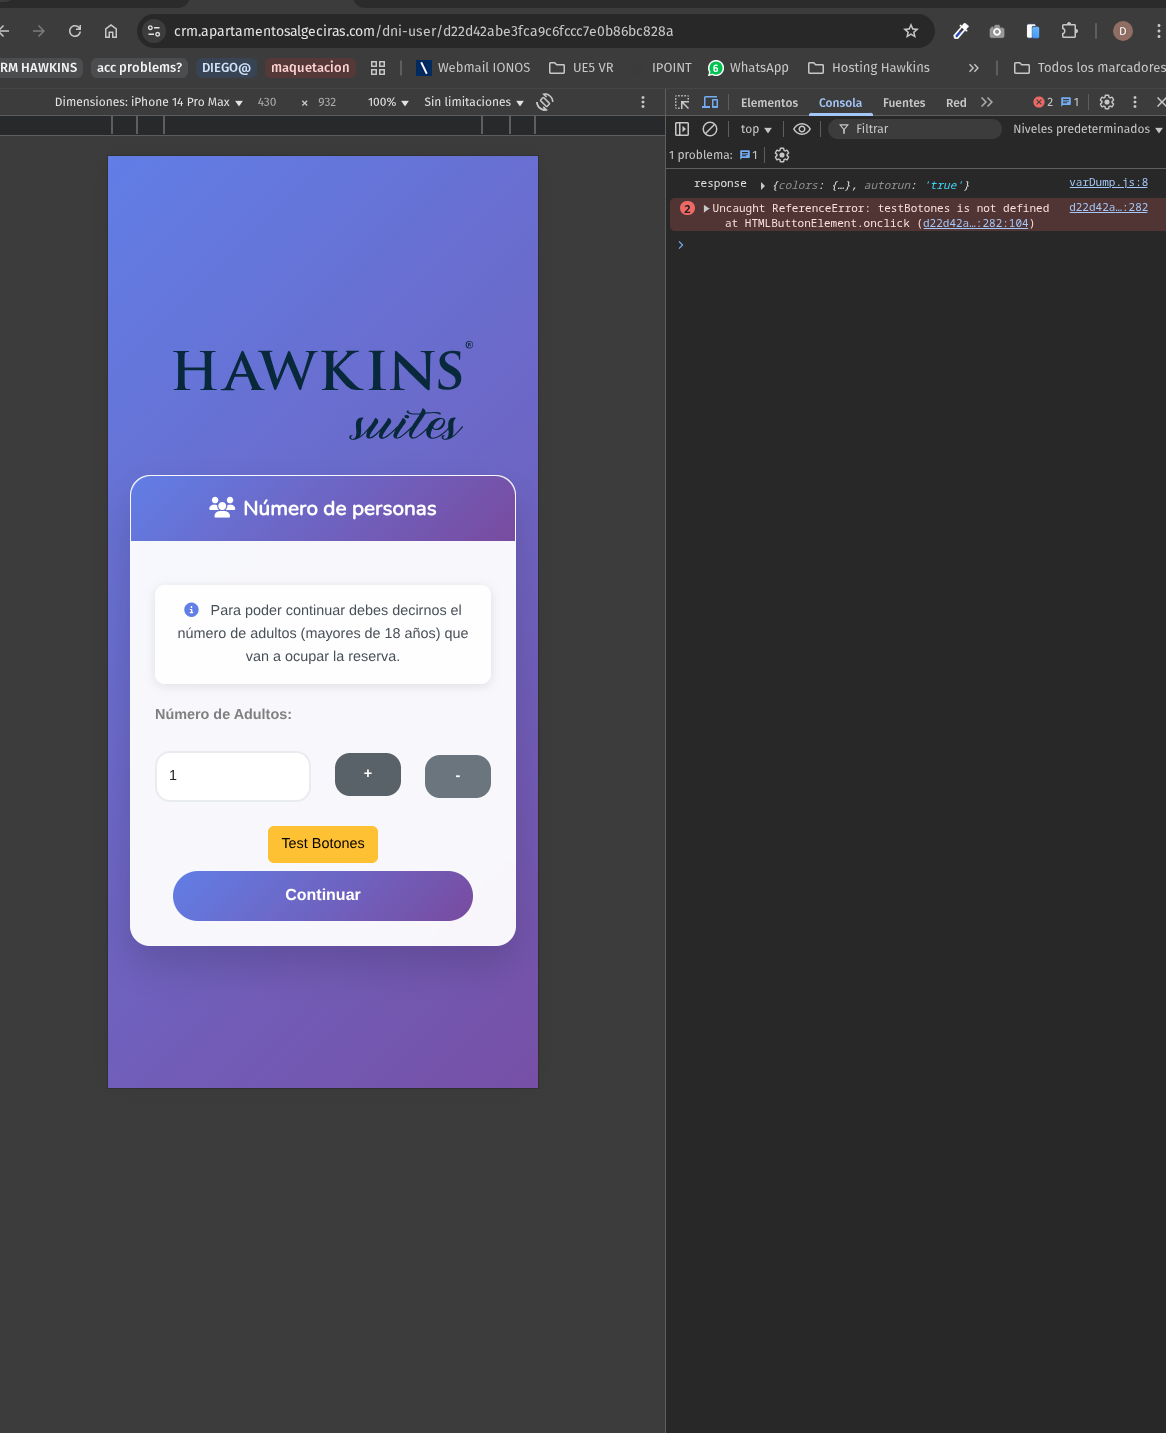 crm.apartamentosalgeciras.com/dni-user/d22d42abe3fca9c6fccc7e0b86bc828a
D
RM HAWKINS acc problems? DIEGO@ maquetacion Webmail IONOS UE5 VR IPOINT 6 WhatsApp Hosting Hawkins » Todos los marcadores
Dimensiones: iPhone 14 Pro Max 430 × 932 100% Sin limitaciones
Elementos Consola Fuentes Red 2 1
top Filtrar Niveles predeterminados
1 problema: 1
response {colors: {…}, autorun: 'true'} varDump.js:8
2 Uncaught ReferenceError: testBotones is not defined d22d42a…:282
at HTMLButtonElement.onclick (d22d42a…:282:104)
HAWKINS®
suites
Número de personas
Para poder continuar debes decirnos el
número de adultos (mayores de 18 años) que
van a ocupar la reserva.
Número de Adultos:
1 + -
Test Botones
Continuar